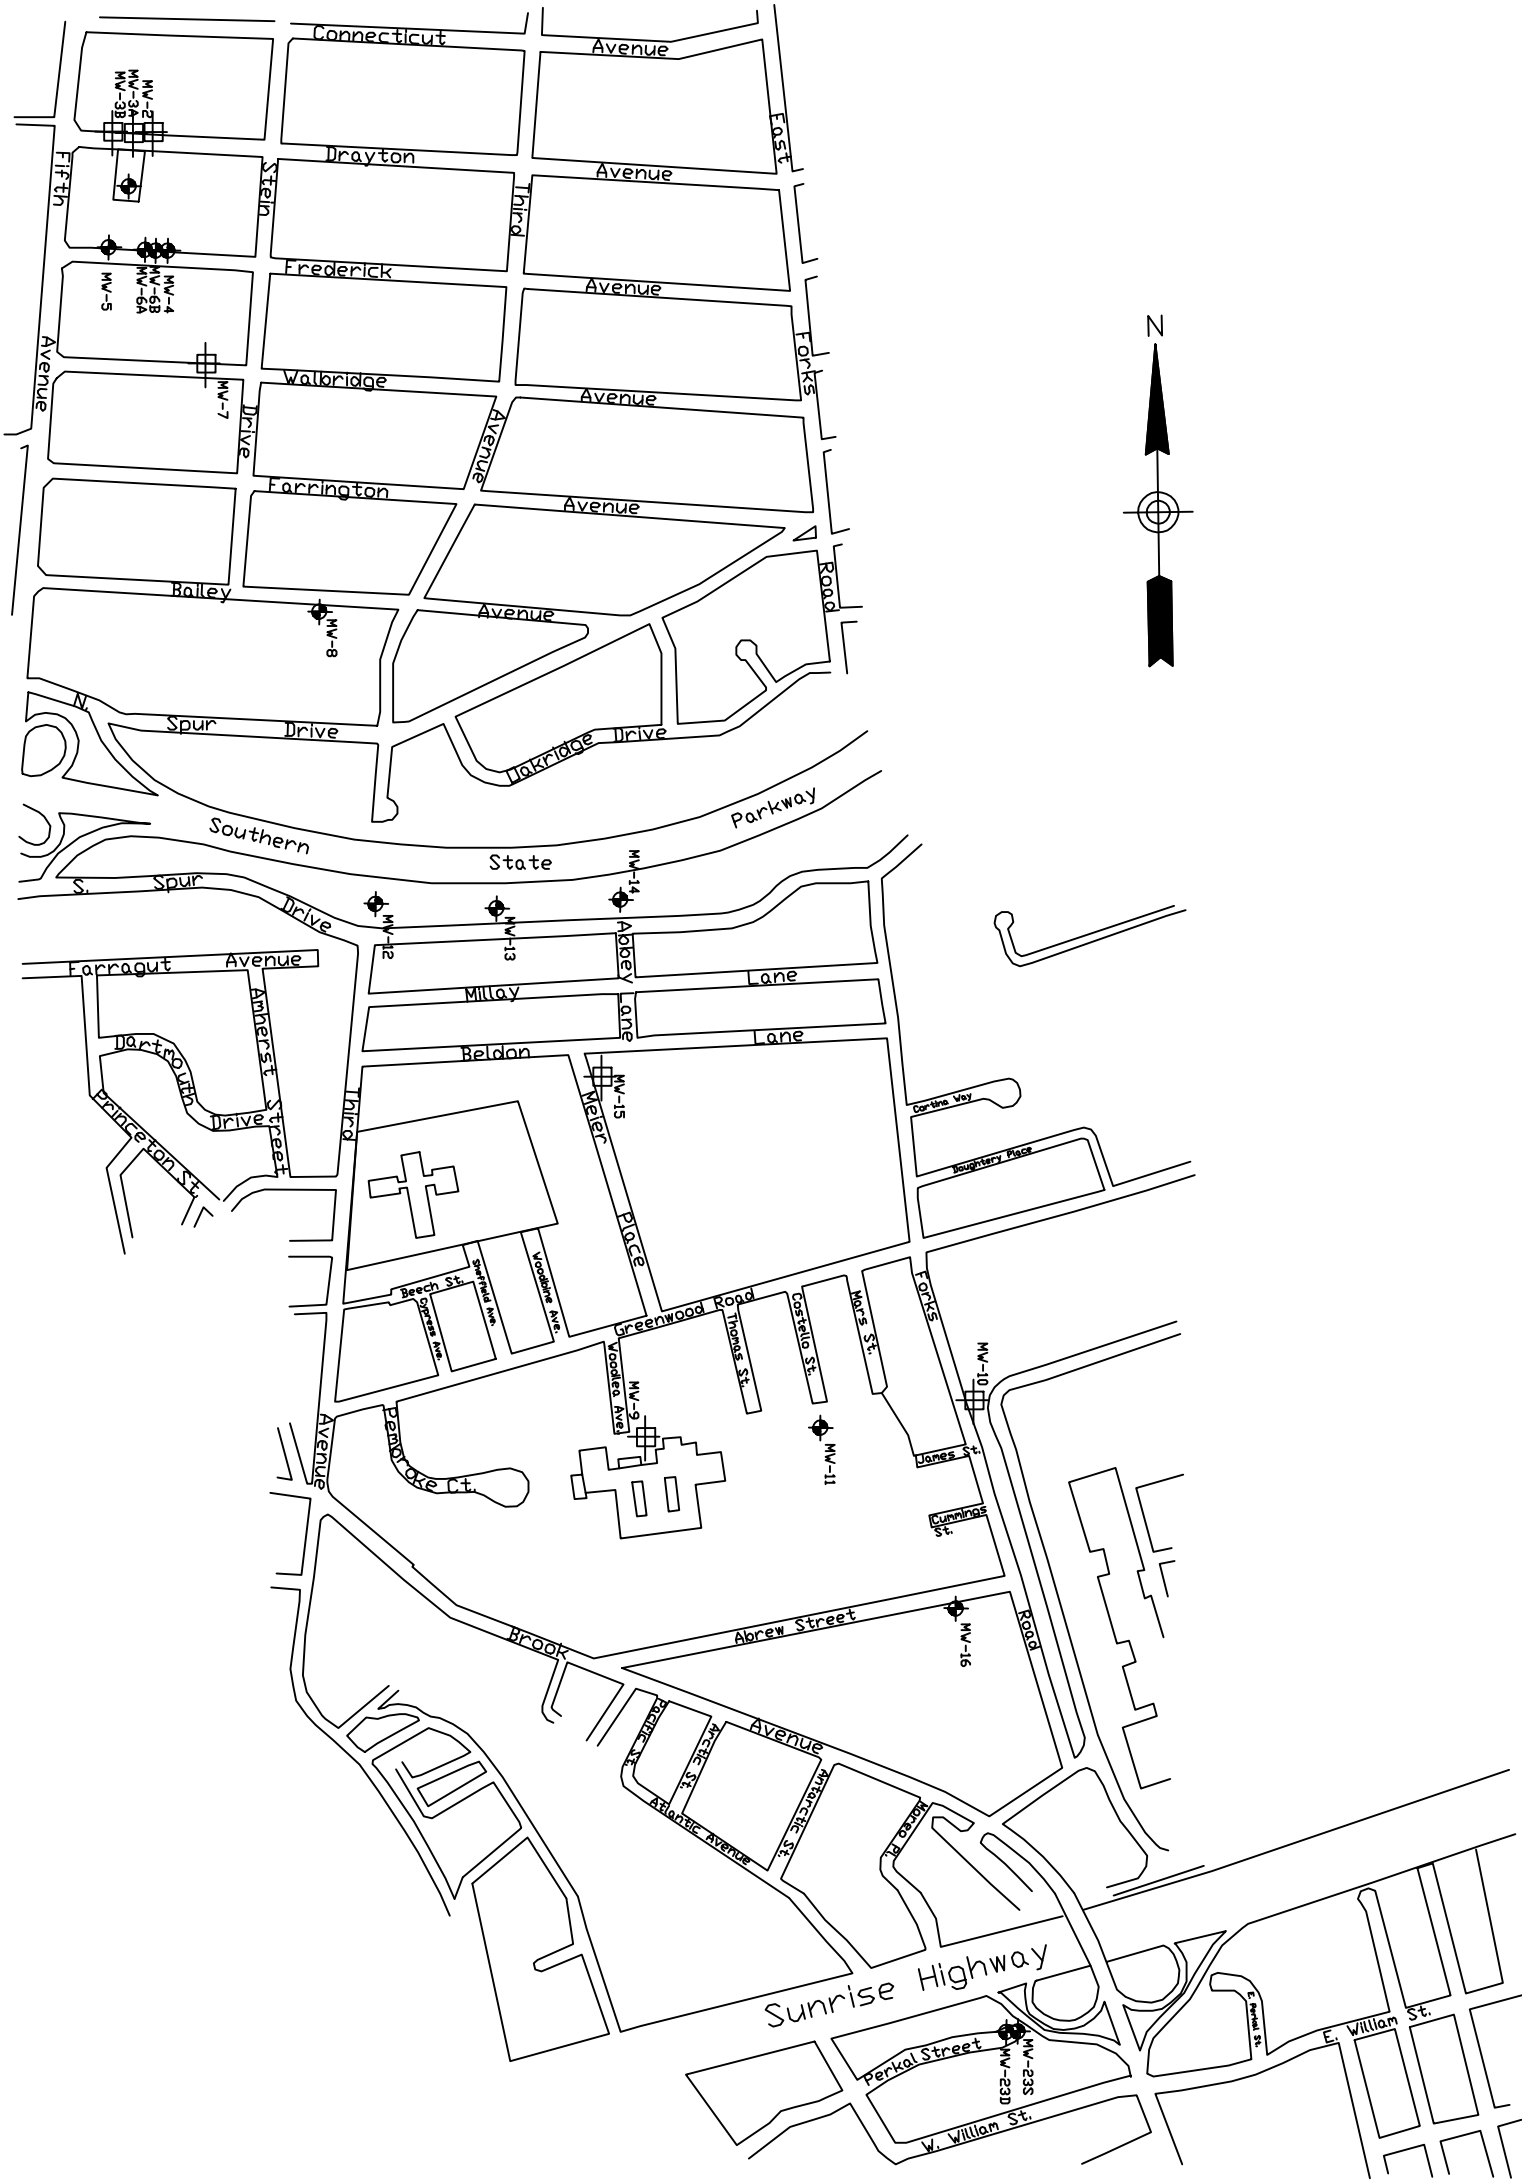 Connecticut Avenue
MW-3B
MW-3A
MW-2
East
Drayton Avenue
Fifth
Stein
Third
MW-5
MW-6A
MW-6B
MW-4
Frederick Avenue
N
Forks
Avenue
Walbridge Avenue
MW-7
Drive
Avenue
Farrington Avenue
Road
Bailey Avenue
MW-8
N. Spur Drive
Oakridge Drive
Southern State Parkway
MW-14
S. Spur Drive
MW-12
MW-13
Abbey
Lane
Farragut Avenue
Millay Lane
Amherst
Street
Dartmouth
Drive
Beldon Lane
MW-15
Princeton St.
Third
Meier
Place
Cortina Way
Doughtery Place
Beech St.
Sheffield Ave.
Woodbine Ave.
Cypress Ave.
Greenwood Road
Thomas St.
Costello St.
Mars St.
Forks
MW-10
Woodlea Ave.
MW-9
Avenue
Pembroke Ct.
MW-11
James St.
Cummings
St.
Abrew Street
MW-16
Road
Brook
Avenue
Pacific St.
Arctic St.
Antarctic St.
Atlantic Avenue
Moreo Pl.
Sunrise Highway
E. Perkal St.
E. William St.
Perkal Street
MW-23D
MW-23S
W. William St.